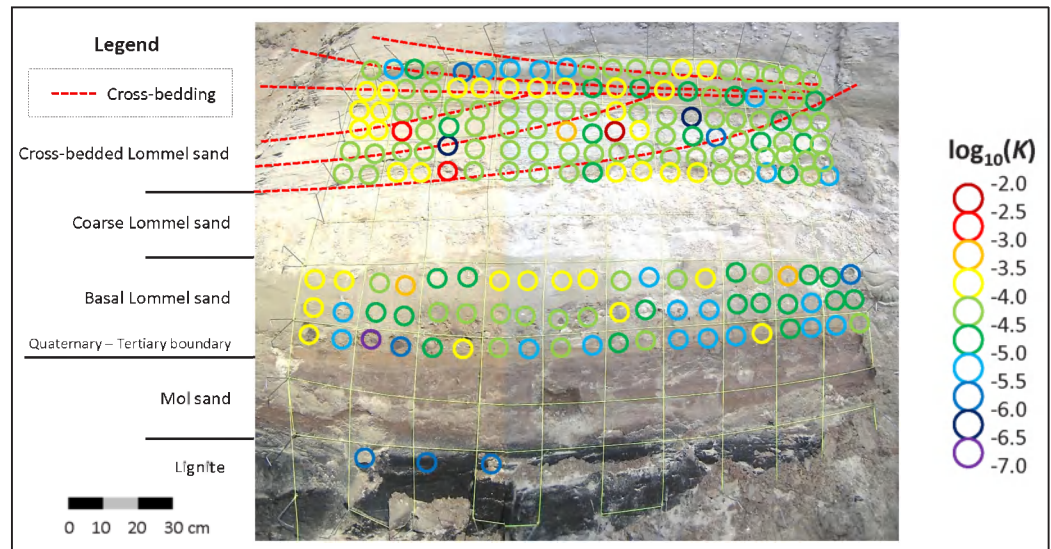 Legend
Cross-bedding
Cross-bedded Lommel sand
Coarse Lommel sand
Basal Lommel sand
Quaternary – Tertiary boundary
Mol sand
Lignite
0 10 20 30 cm
log10(K)
-2.0
-2.5
-3.0
-3.5
-4.0
-4.5
-5.0
-5.5
-6.0
-6.5
-7.0